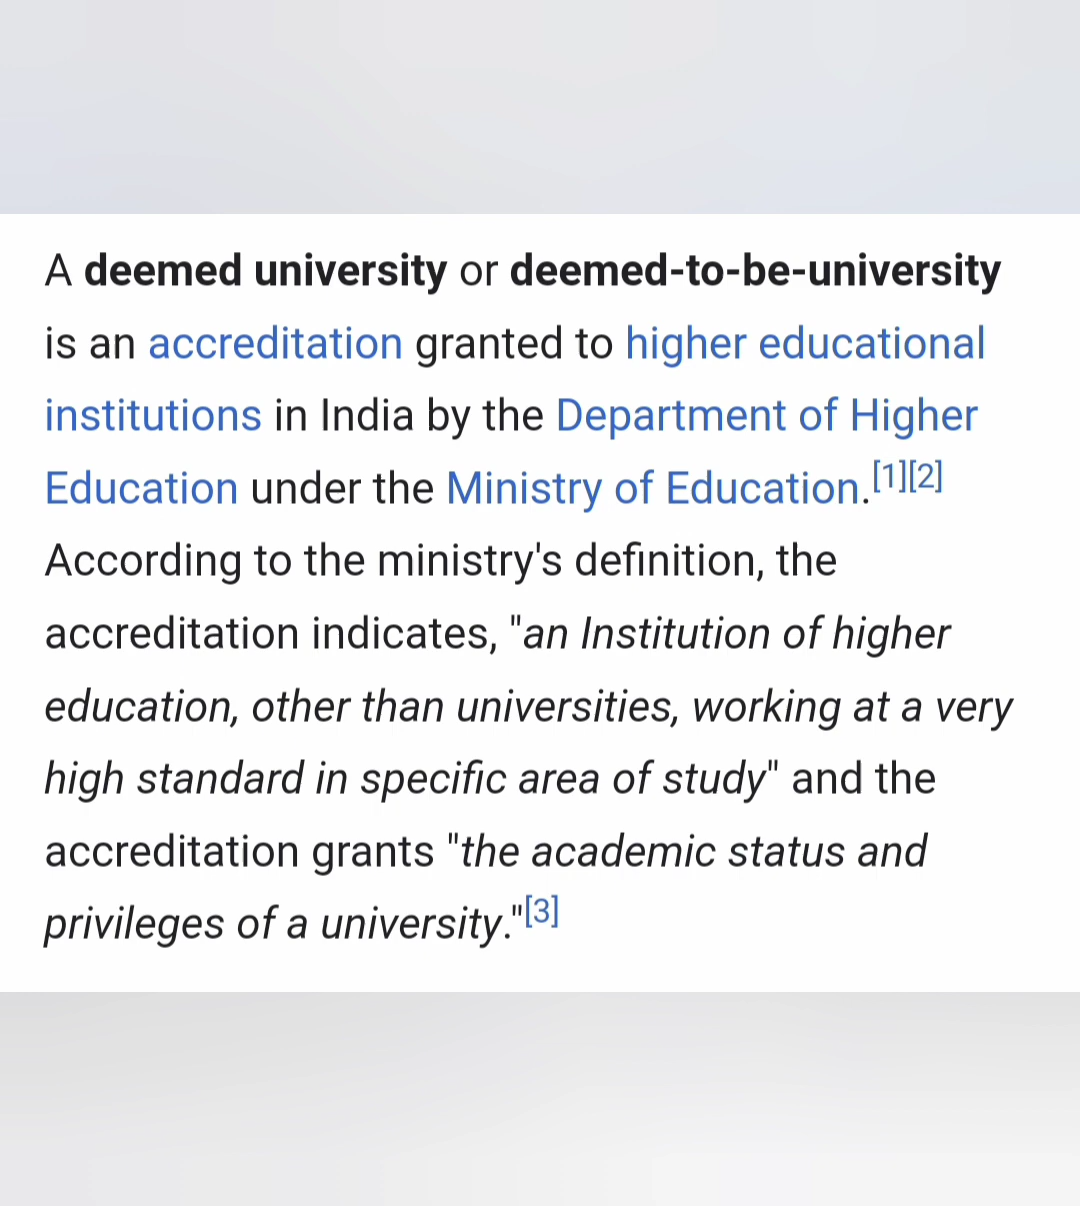 A deemed university or deemed-to-be-university
is an accreditation granted to higher educational
institutions in India by the Department of Higher
Education under the Ministry of Education.[1][2]
According to the ministry's definition, the
accreditation indicates, "an Institution of higher
education, other than universities, working at a very
high standard in specific area of study" and the
accreditation grants "the academic status and
privileges of a university."[3]